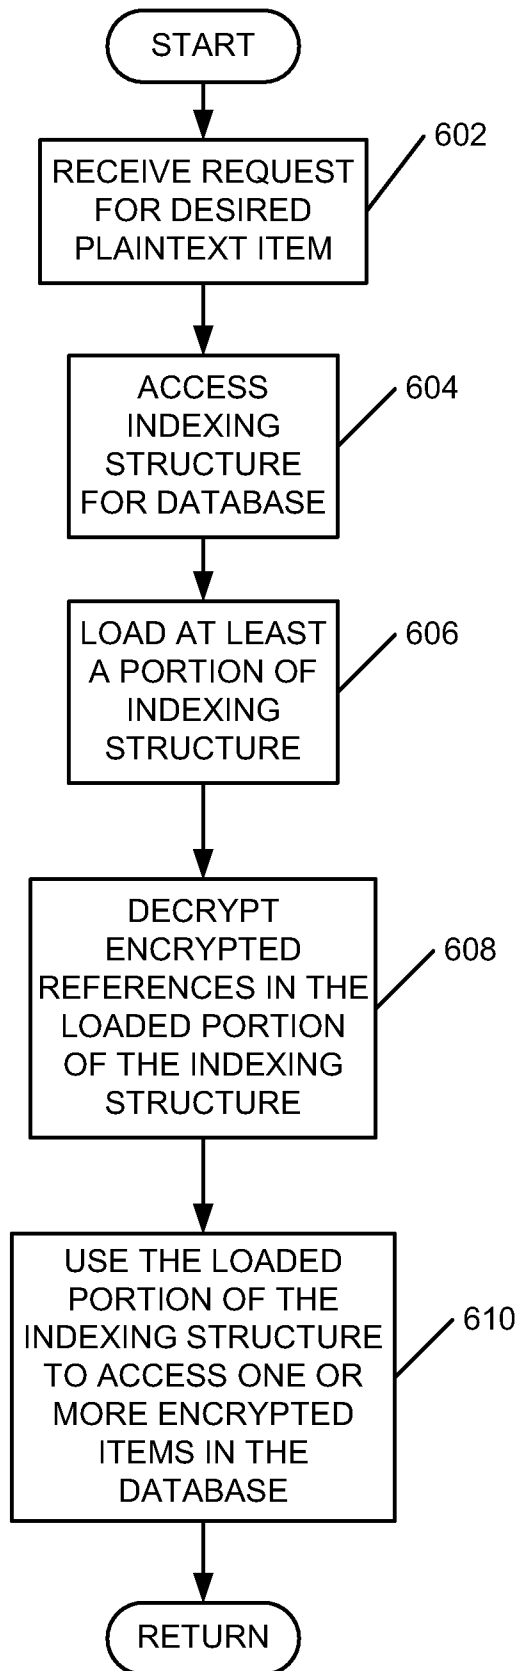 START
602
RECEIVE REQUEST
FOR DESIRED
PLAINTEXT ITEM
604
ACCESS
INDEXING
STRUCTURE
FOR DATABASE
606
LOAD AT LEAST
A PORTION OF
INDEXING
STRUCTURE
608
DECRYPT
ENCRYPTED
REFERENCES IN THE
LOADED PORTION
OF THE INDEXING
STRUCTURE
610
USE THE LOADED
PORTION OF THE
INDEXING STRUCTURE
TO ACCESS ONE OR
MORE ENCRYPTED
ITEMS IN THE
DATABASE
RETURN